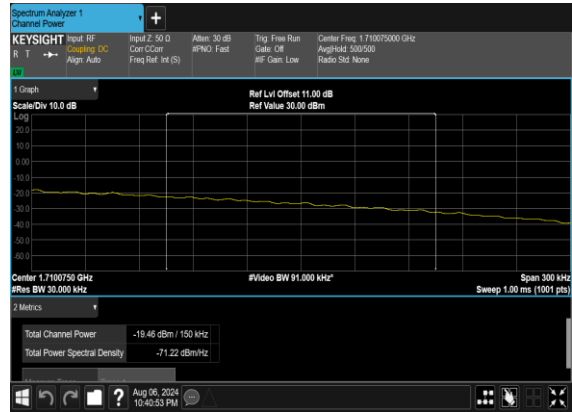 Spectrum Analyzer 1
Channel Power
+
KEYSIGHT Input: RF Input Z: 50 Ω Atten: 30 dB Trig: Free Run Center Freq: 1.710075000 GHz
R T Coupling: DC Corr CCorr #PNO: Fast Gate: Off Avg|Hold: 500/500
Align: Auto Freq Ref: Int (S) #IF Gain: Low Radio Std: None
1 Graph
Ref Lvl Offset 11.00 dB
Scale/Div 10.0 dB Ref Value 30.00 dBm
Log
20.0
10.0
0.00
-10.0
-20.0
-30.0
-40.0
-50.0
-60.0
Center 1.7100750 GHz #Video BW 91.000 kHz* Span 300 kHz
#Res BW 30.000 kHz Sweep 1.00 ms (1001 pts)
2 Metrics
Total Channel Power -19.46 dBm / 150 kHz
Total Power Spectral Density -71.22 dBm/Hz
? Aug 06, 2024
10:40:53 PM